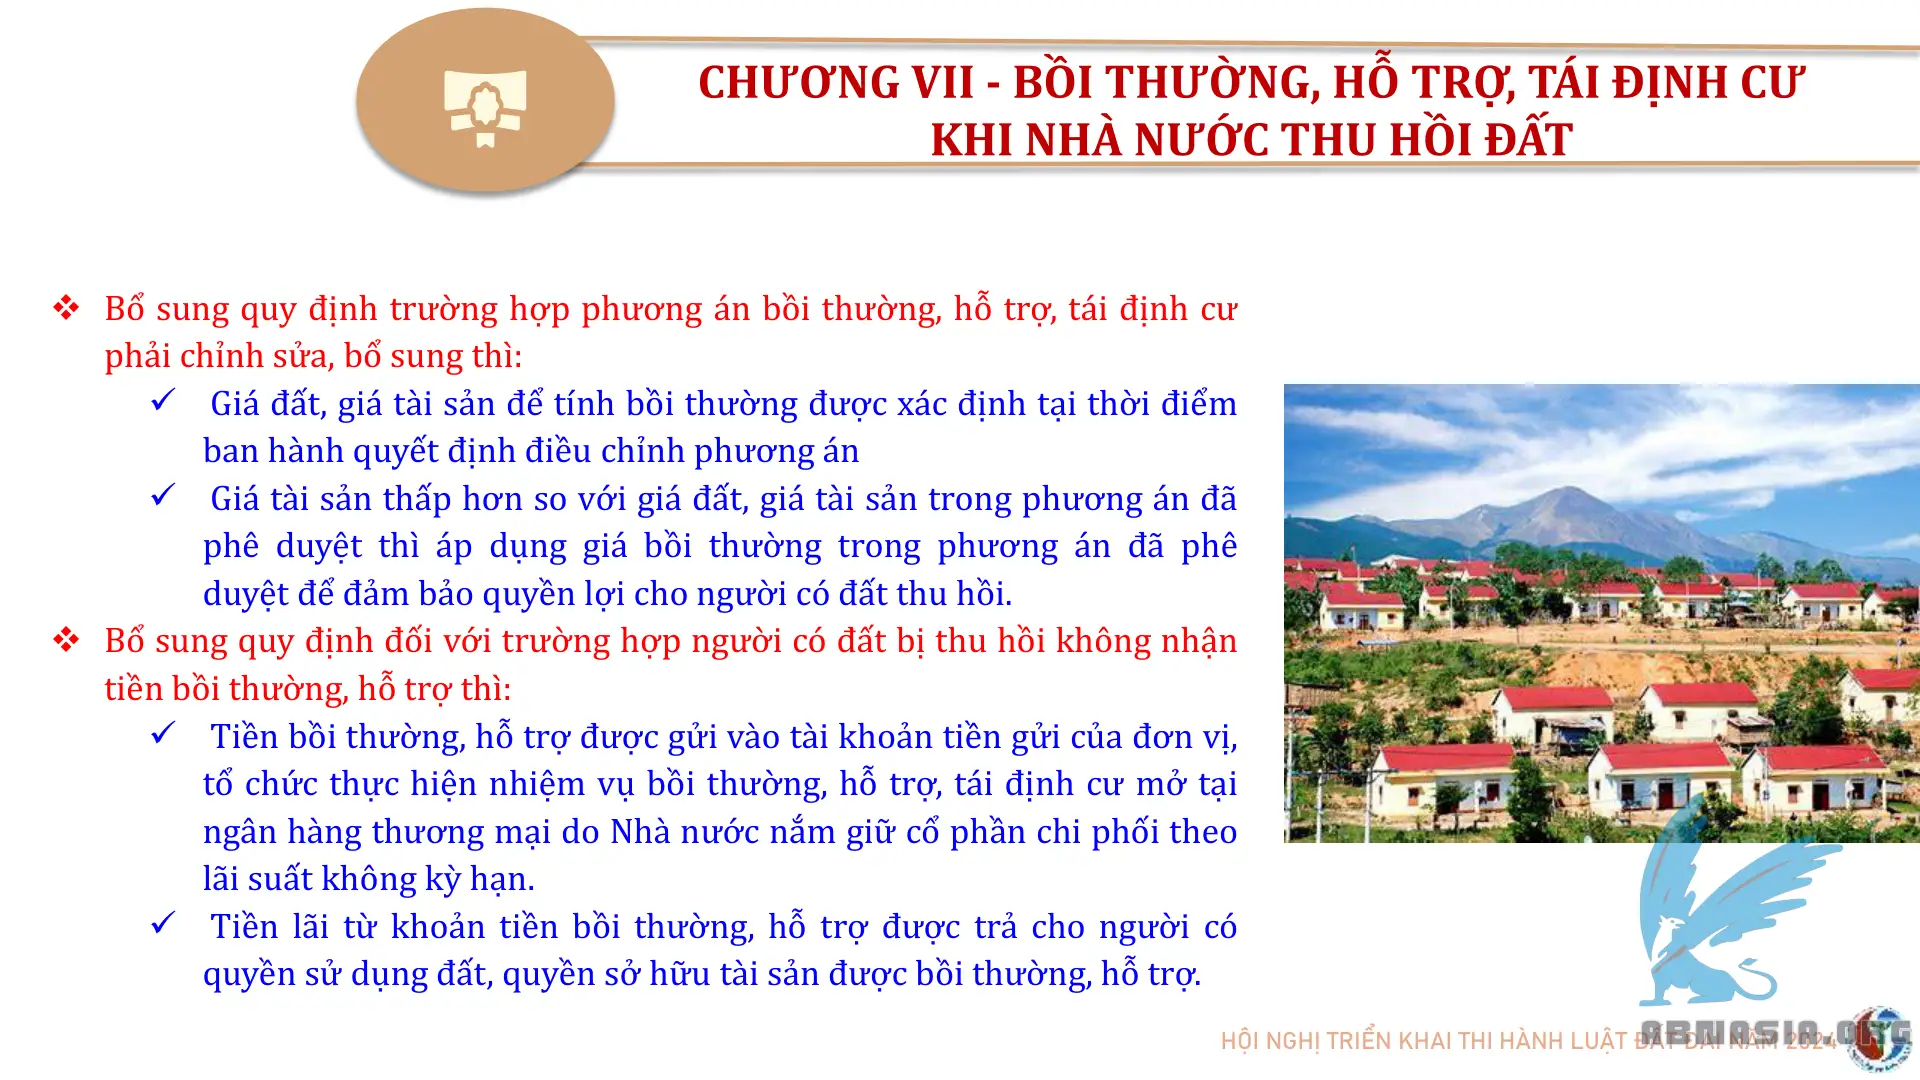 CHƯƠNG VII - BỒI THƯỜNG, HỖ TRỢ, TÁI ĐỊNH CƯ
KHI NHÀ NƯỚC THU HỒI ĐẤT
❖ Bổ sung quy định trường hợp phương án bồi thường, hỗ trợ, tái định cư
phải chỉnh sửa, bổ sung thì:
✓ Giá đất, giá tài sản để tính bồi thường được xác định tại thời điểm
ban hành quyết định điều chỉnh phương án
✓ Giá tài sản thấp hơn so với giá đất, giá tài sản trong phương án đã
phê duyệt thì áp dụng giá bồi thường trong phương án đã phê
duyệt để đảm bảo quyền lợi cho người có đất thu hồi.
❖ Bổ sung quy định đối với trường hợp người có đất bị thu hồi không nhận
tiền bồi thường, hỗ trợ thì:
✓ Tiền bồi thường, hỗ trợ được gửi vào tài khoản tiền gửi của đơn vị,
tổ chức thực hiện nhiệm vụ bồi thường, hỗ trợ, tái định cư mở tại
ngân hàng thương mại do Nhà nước nắm giữ cổ phần chi phối theo
lãi suất không kỳ hạn.
✓ Tiền lãi từ khoản tiền bồi thường, hỗ trợ được trả cho người có
quyền sử dụng đất, quyền sở hữu tài sản được bồi thường, hỗ trợ.
HỘI NGHỊ TRIỂN KHAI THI HÀNH LUẬT ĐẤT ĐAI NĂM 2024
ABMASIA.ORG